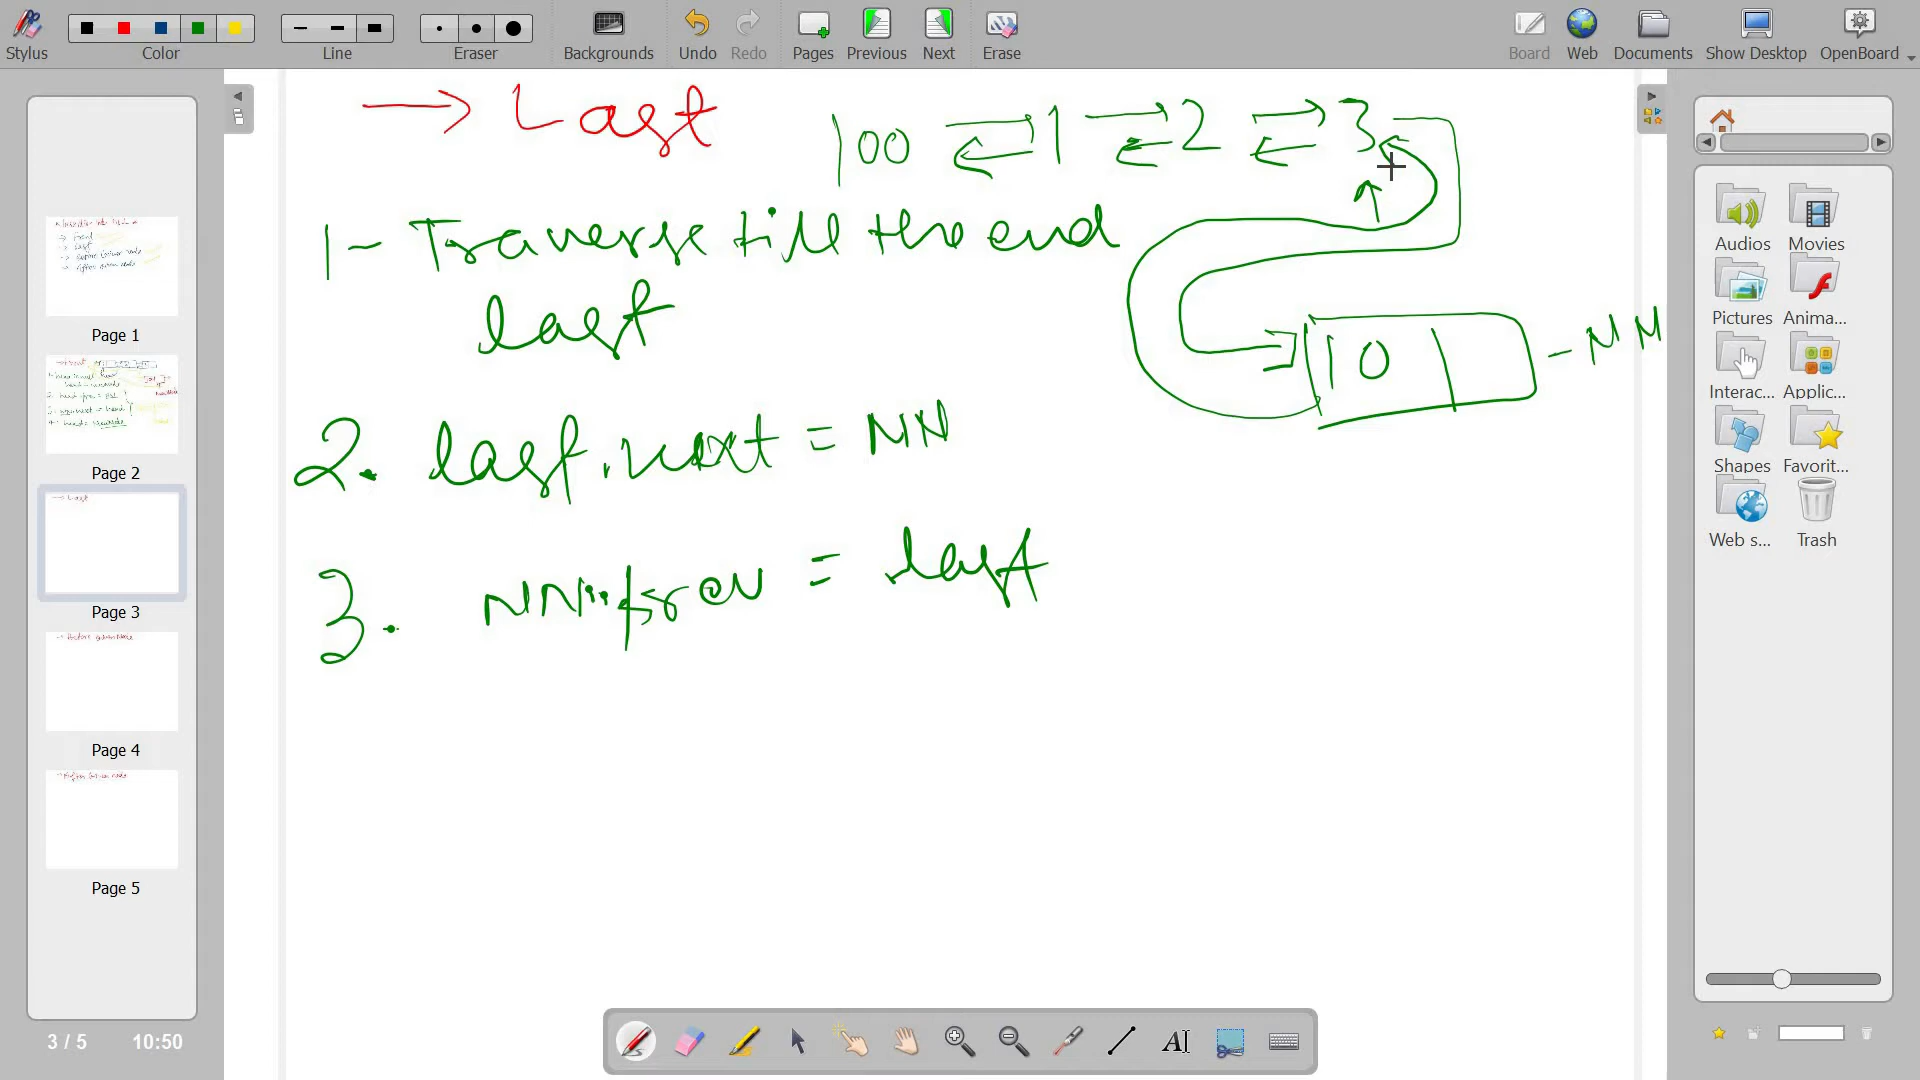 Stylus
Color
Line
Eraser
Backgrounds
Undo
Redo
Pages
Previous
Next
Erase
Board
Web
Documents
Show Desktop
OpenBoard
→ Last
100 1 2 3
1- Traverse till the end
last
10 - NN
2. last.next = NN
3. NN.prev = last
Page 1
Page 2
→ Last
Page 3
Page 4
Page 5
3 / 5 10:50
Audios
Movies
Pictures
Anima...
Interac...
Applic...
Shapes
Favorit...
Web s...
Trash